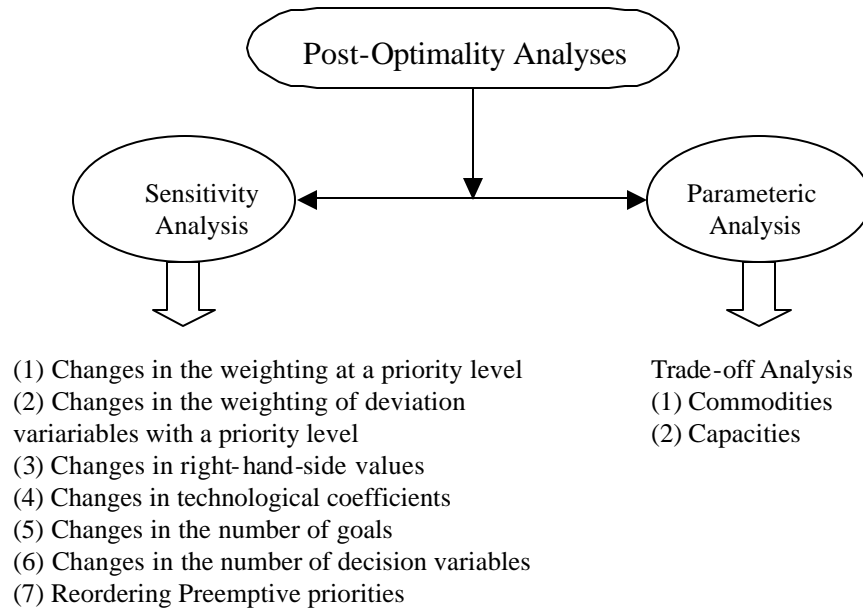 Post-Optimality Analyses
Sensitivity
Analysis
Parameteric
Analysis
(1) Changes in the weighting at a priority level
(2) Changes in the weighting of deviation
varariables with a priority level
(3) Changes in right-hand-side values
(4) Changes in technological coefficients
(5) Changes in the number of goals
(6) Changes in the number of decision variables
(7) Reordering Preemptive priorities
Trade-off Analysis
(1) Commodities
(2) Capacities